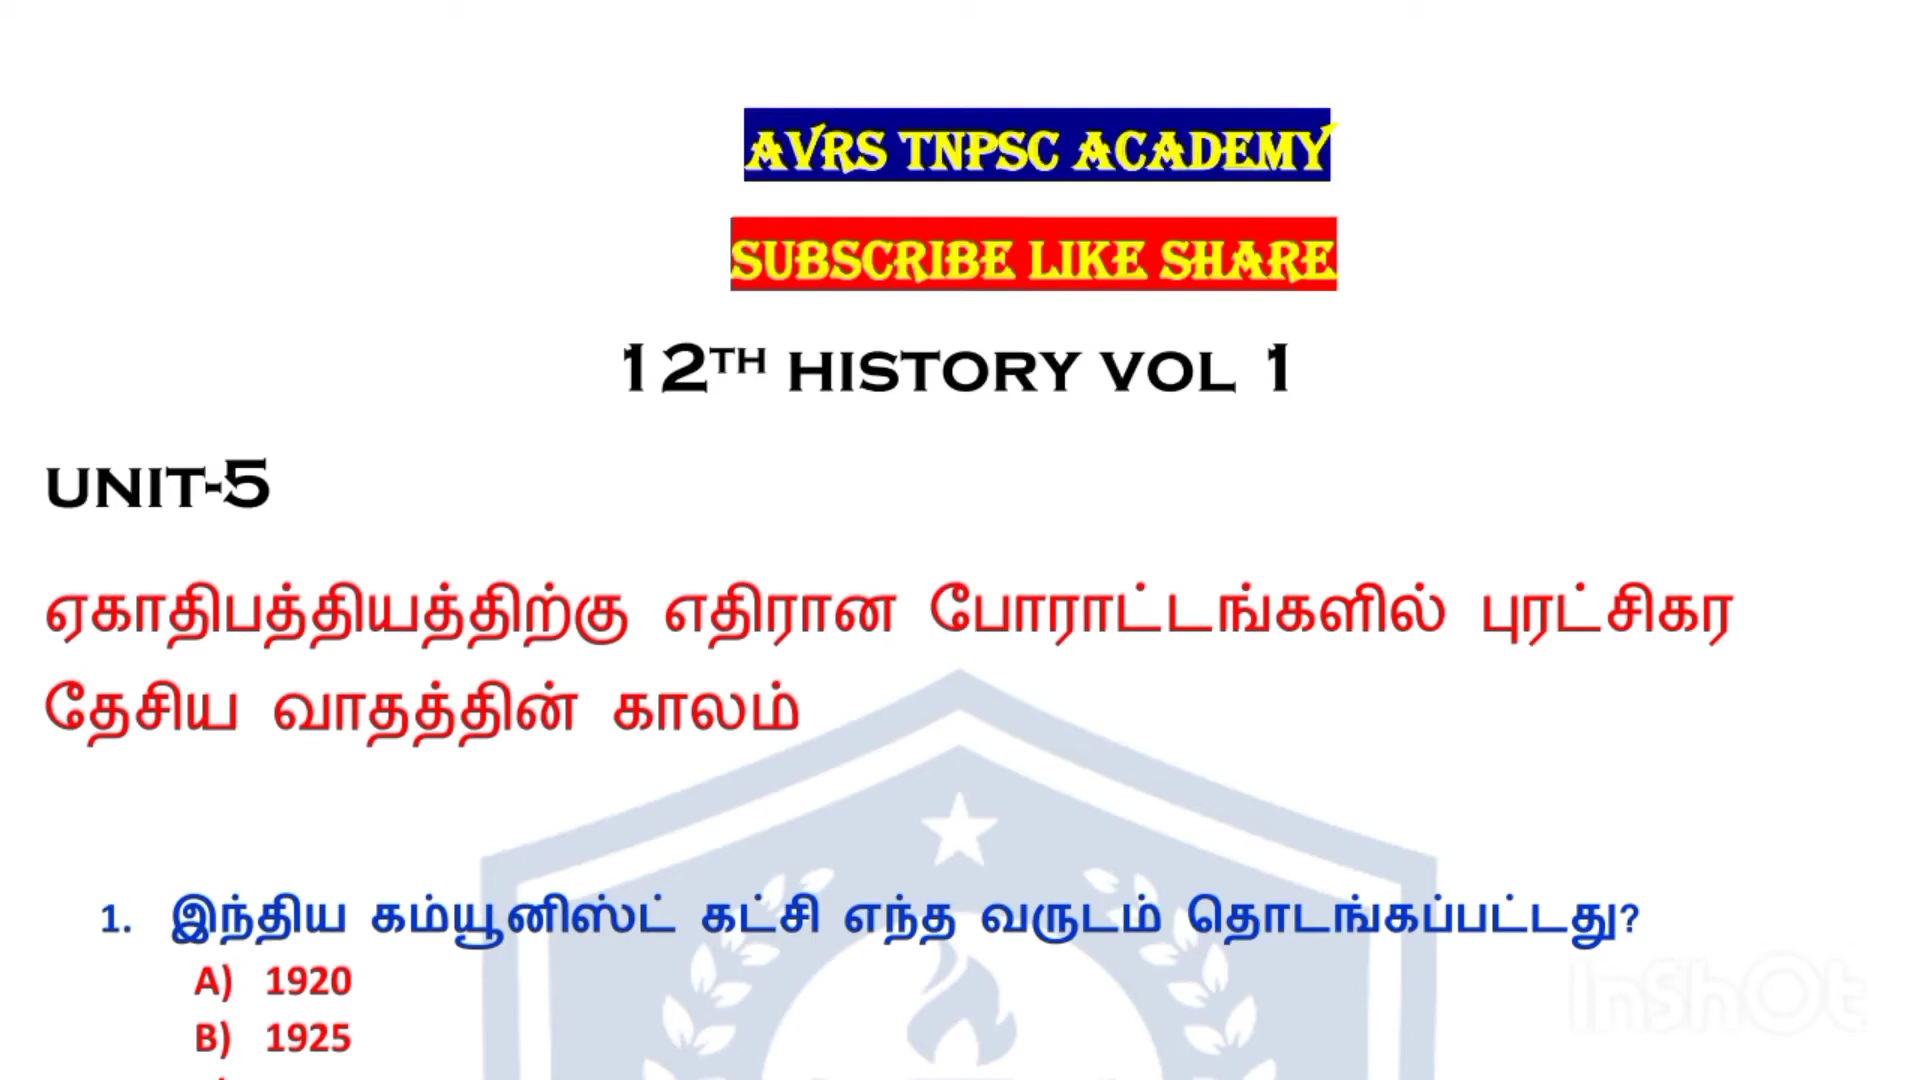 AVRS TNPSC ACADEMY
SUBSCRIBE LIKE SHARE
12TH HISTORY VOL 1
UNIT-5
ஏகாதிபத்தியத்திற்கு எதிரான போராட்டங்களில் புரட்சிகர
தேசிய வாதத்தின் காலம்
1. இந்திய கம்யூனிஸ்ட் கட்சி எந்த வருடம் தொடங்கப்பட்டது?
A) 1920
B) 1925
InShOt